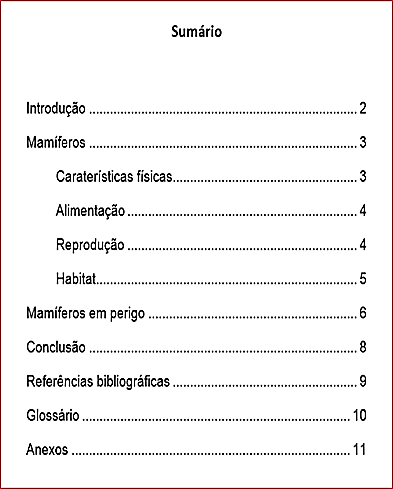 Sumário
Introdução ................................................................................ 2
Mamíferos ................................................................................ 3
Caraterísticas físicas...................................................... 3
Alimentação .................................................................... 4
Reprodução .................................................................... 4
Habitat............................................................................. 5
Mamíferos em perigo .............................................................. 6
Conclusão ................................................................................ 8
Referências bibliográficas ....................................................... 9
Glossário ................................................................................ 10
Anexos ................................................................................... 11